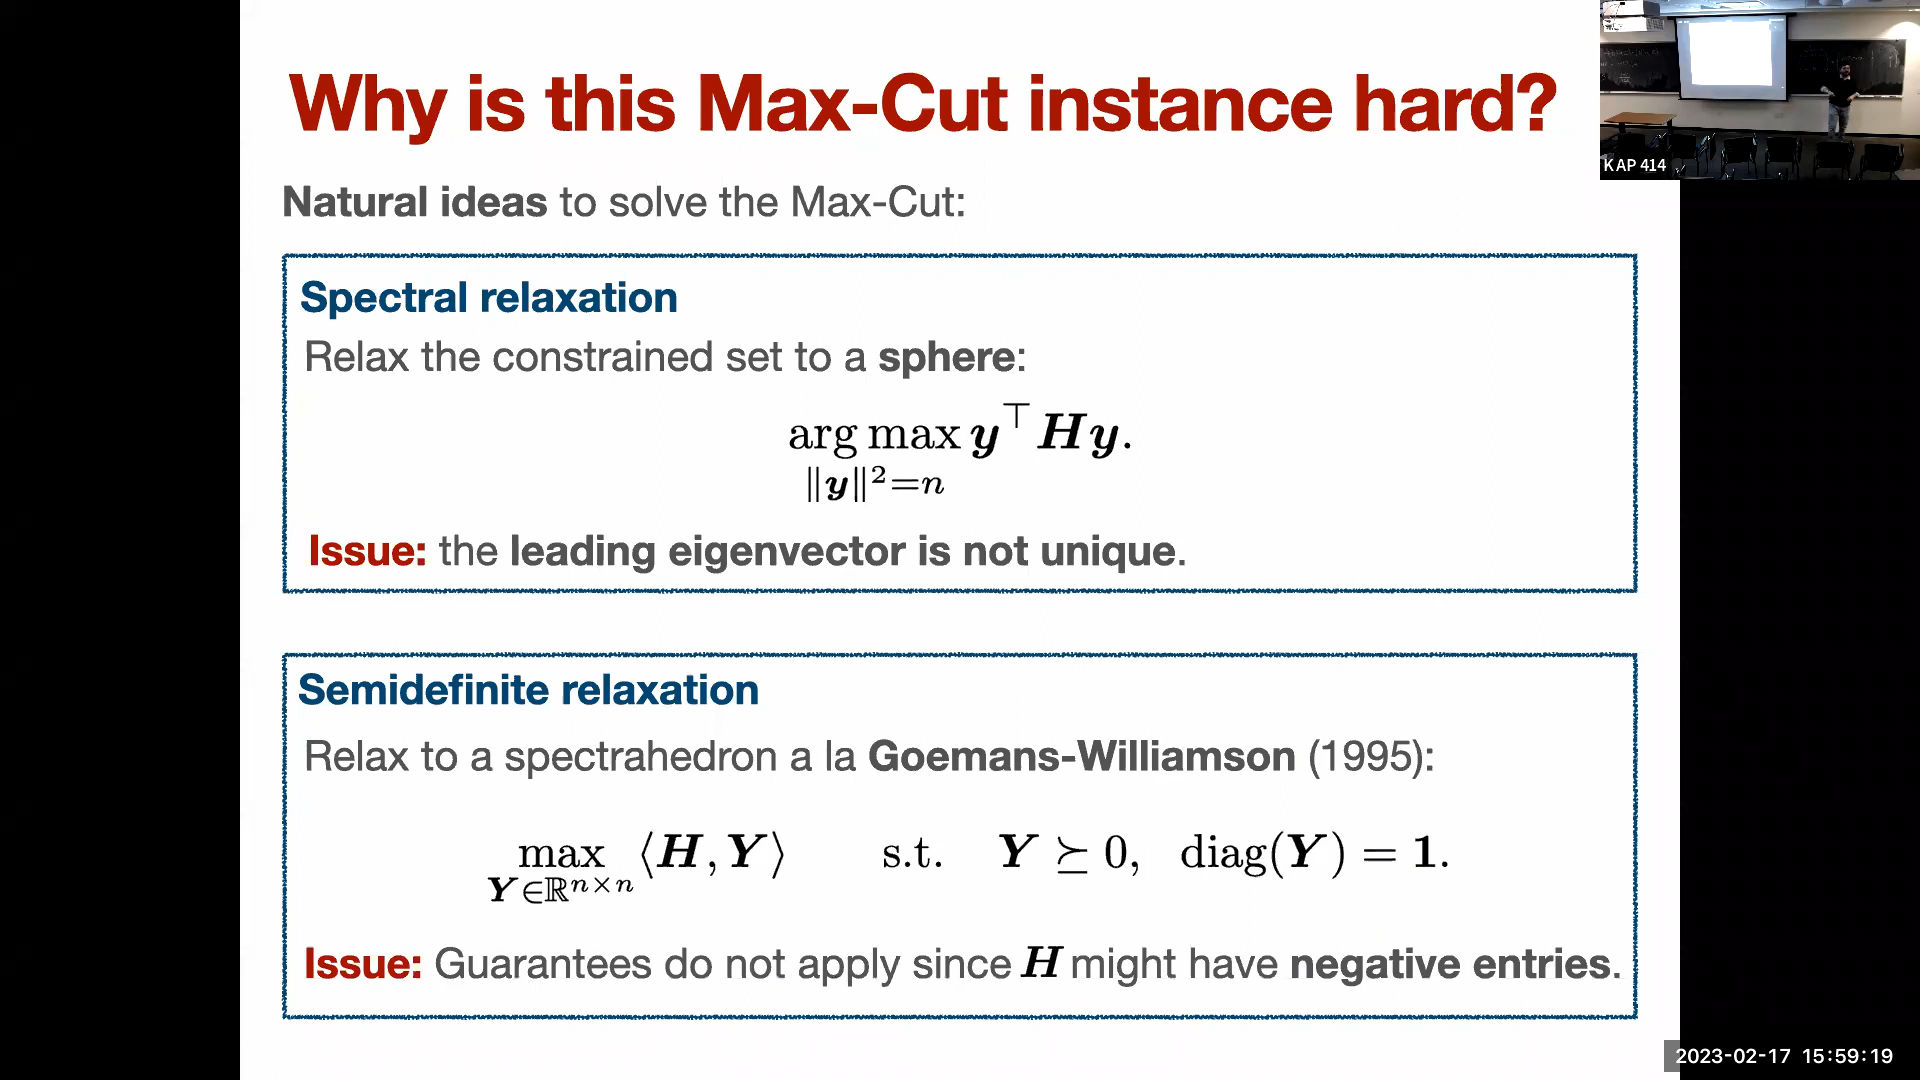 Why is this Max-Cut instance hard?
KAP 414
Natural ideas to solve the Max-Cut:
Spectral relaxation
Relax the constrained set to a sphere:
arg max y⊤Hy.
‖y‖²=n
Issue: the leading eigenvector is not unique.
Semidefinite relaxation
Relax to a spectrahedron a la Goemans-Williamson (1995):
max ⟨H, Y⟩ s.t. Y ⪰ 0, diag(Y) = 1.
Y∈ℝⁿˣⁿ
Issue: Guarantees do not apply since H might have negative entries.
2023-02-17 15:59:19